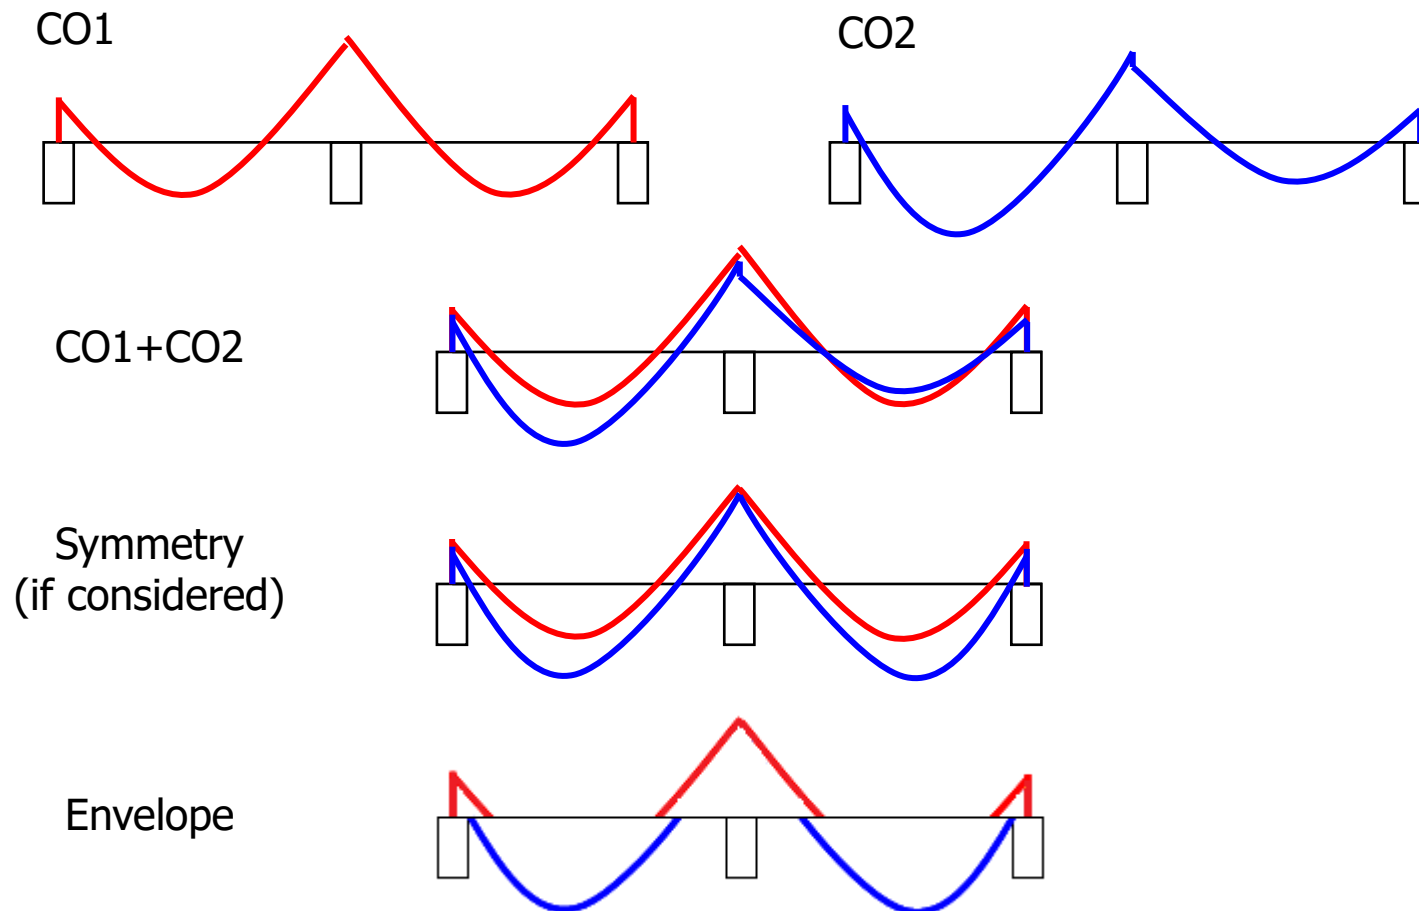 CO1
CO2
CO1+CO2
Symmetry
(if considered)
Envelope